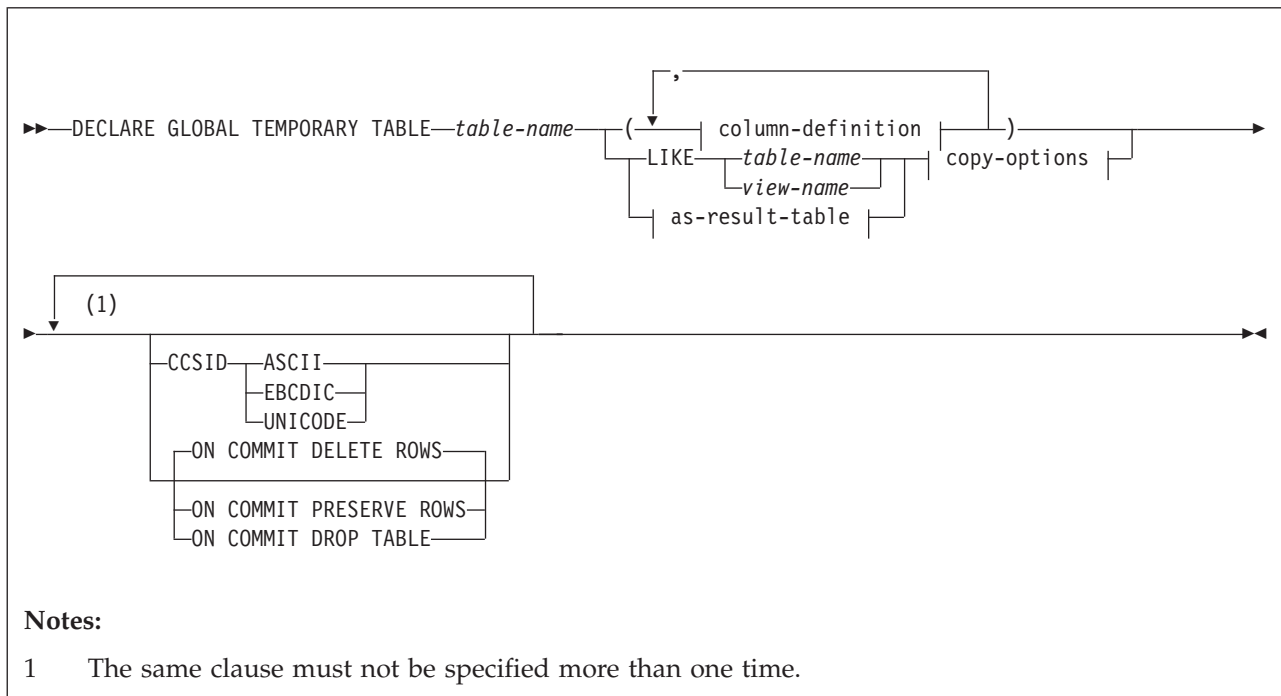 ,
DECLARE GLOBAL TEMPORARY TABLE table-name ( column-definition )
LIKE table-name copy-options
view-name
as-result-table
(1)
CCSID ASCII
EBCDIC
UNICODE
ON COMMIT DELETE ROWS
ON COMMIT PRESERVE ROWS
ON COMMIT DROP TABLE
Notes:
1 The same clause must not be specified more than one time.